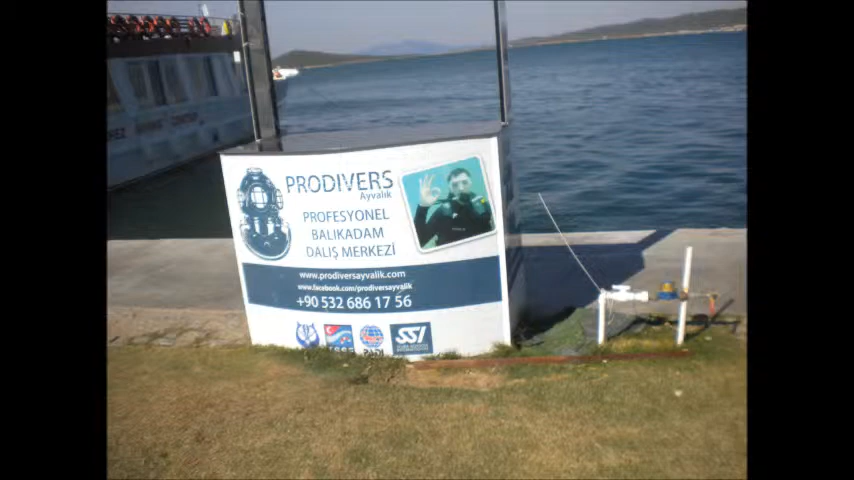 PRODIVERS
Ayvalık
PROFESYONEL
BALIKADAM
DALIŞ MERKEZİ
www.prodiversayvalik.com
www.facebook.com/prodiversayvalik
+90 532 686 17 56
SSI